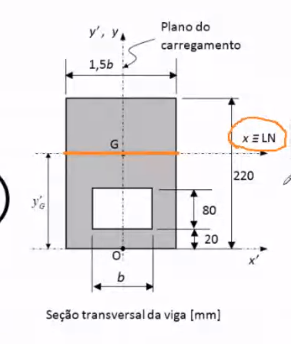 y', y
Plano do
carregamento
1,5b
G
x ≡ LN
220
y'G
80
20
O
x'
b
Seção transversal da viga [mm]